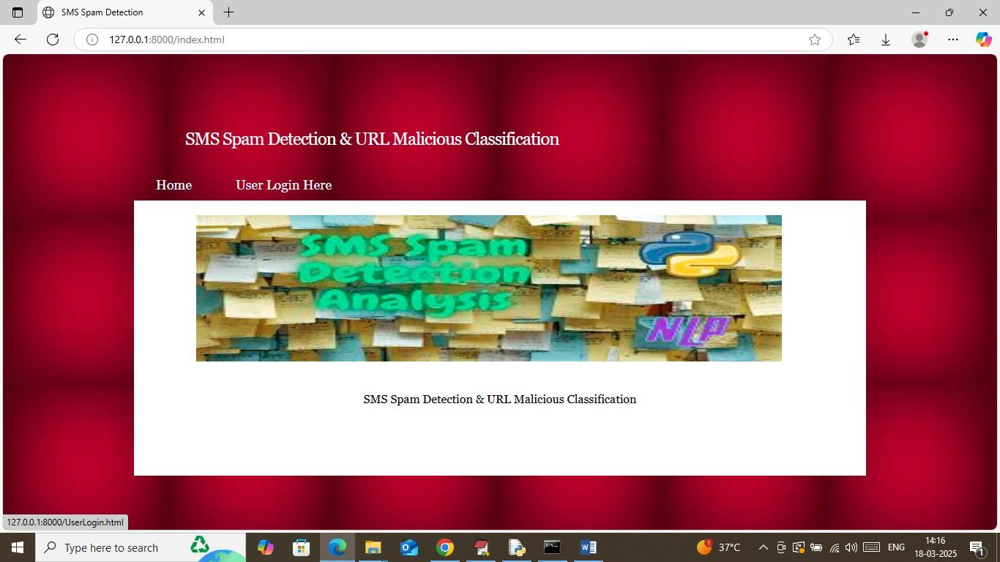 SMS Spam Detection
127.0.0.1:8000/index.html
SMS Spam Detection & URL Malicious Classification
Home
User Login Here
SMS Spam
Detection
Analysis
NLP
SMS Spam Detection & URL Malicious Classification
127.0.0.1:8000/UserLogin.html
Type here to search
1
37°C
ENG
14:16
18-03-2025
1